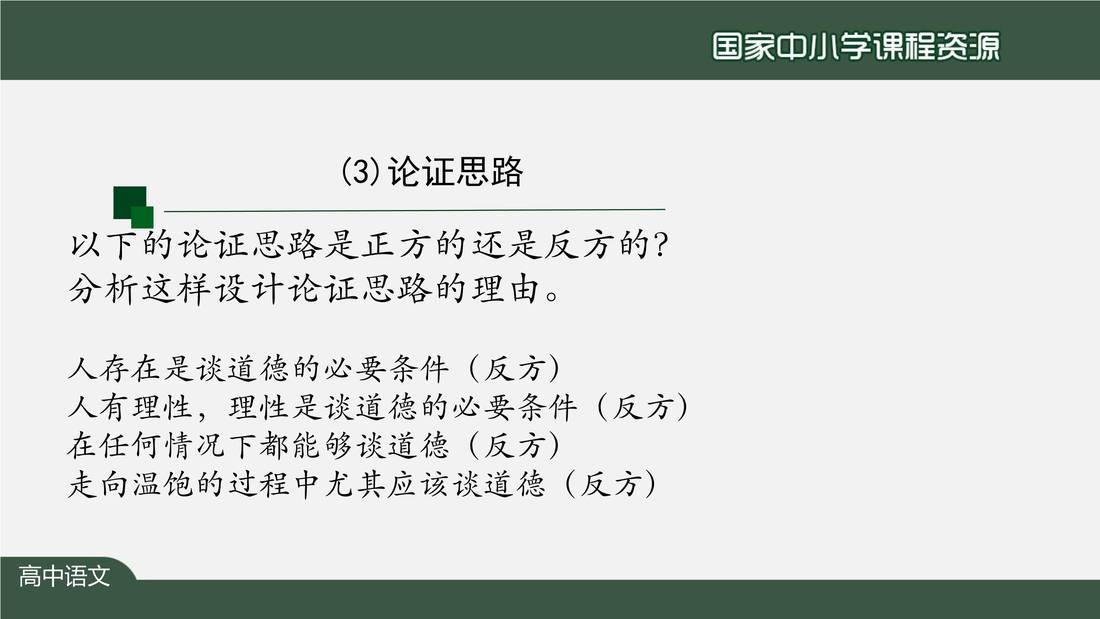 国家中小学课程资源
(3)论证思路
以下的论证思路是正方的还是反方的?
分析这样设计论证思路的理由。
人存在是谈道德的必要条件（反方）
人有理性，理性是谈道德的必要条件（反方）
在任何情况下都能够谈道德（反方）
走向温饱的过程中尤其应该谈道德（反方）
高中语文